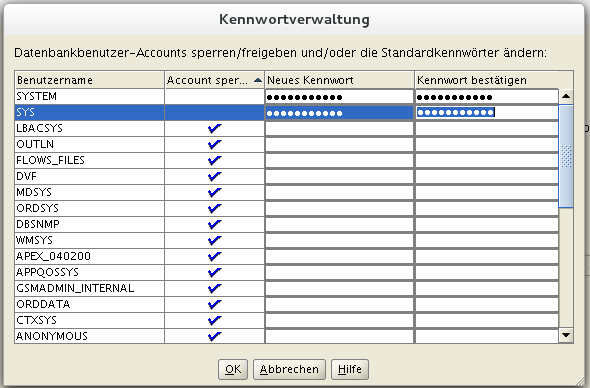 Kennwortverwaltung
Datenbankbenutzer-Accounts sperren/freigeben und/oder die Standardkennwörter ändern:
Benutzername Account sper... Neues Kennwort Kennwort bestätigen
SYSTEM ●●●●●●●●●●● ●●●●●●●●●●●
SYS ●●●●●●●●●●● ●●●●●●●●●●●
LBACSYS
OUTLN
FLOWS_FILES
DVF
MDSYS
ORDSYS
DBSNMP
WMSYS
APEX_040200
APPQOSSYS
GSMADMIN_INTERNAL
ORDDATA
CTXSYS
ANONYMOUS
OK Abbrechen Hilfe